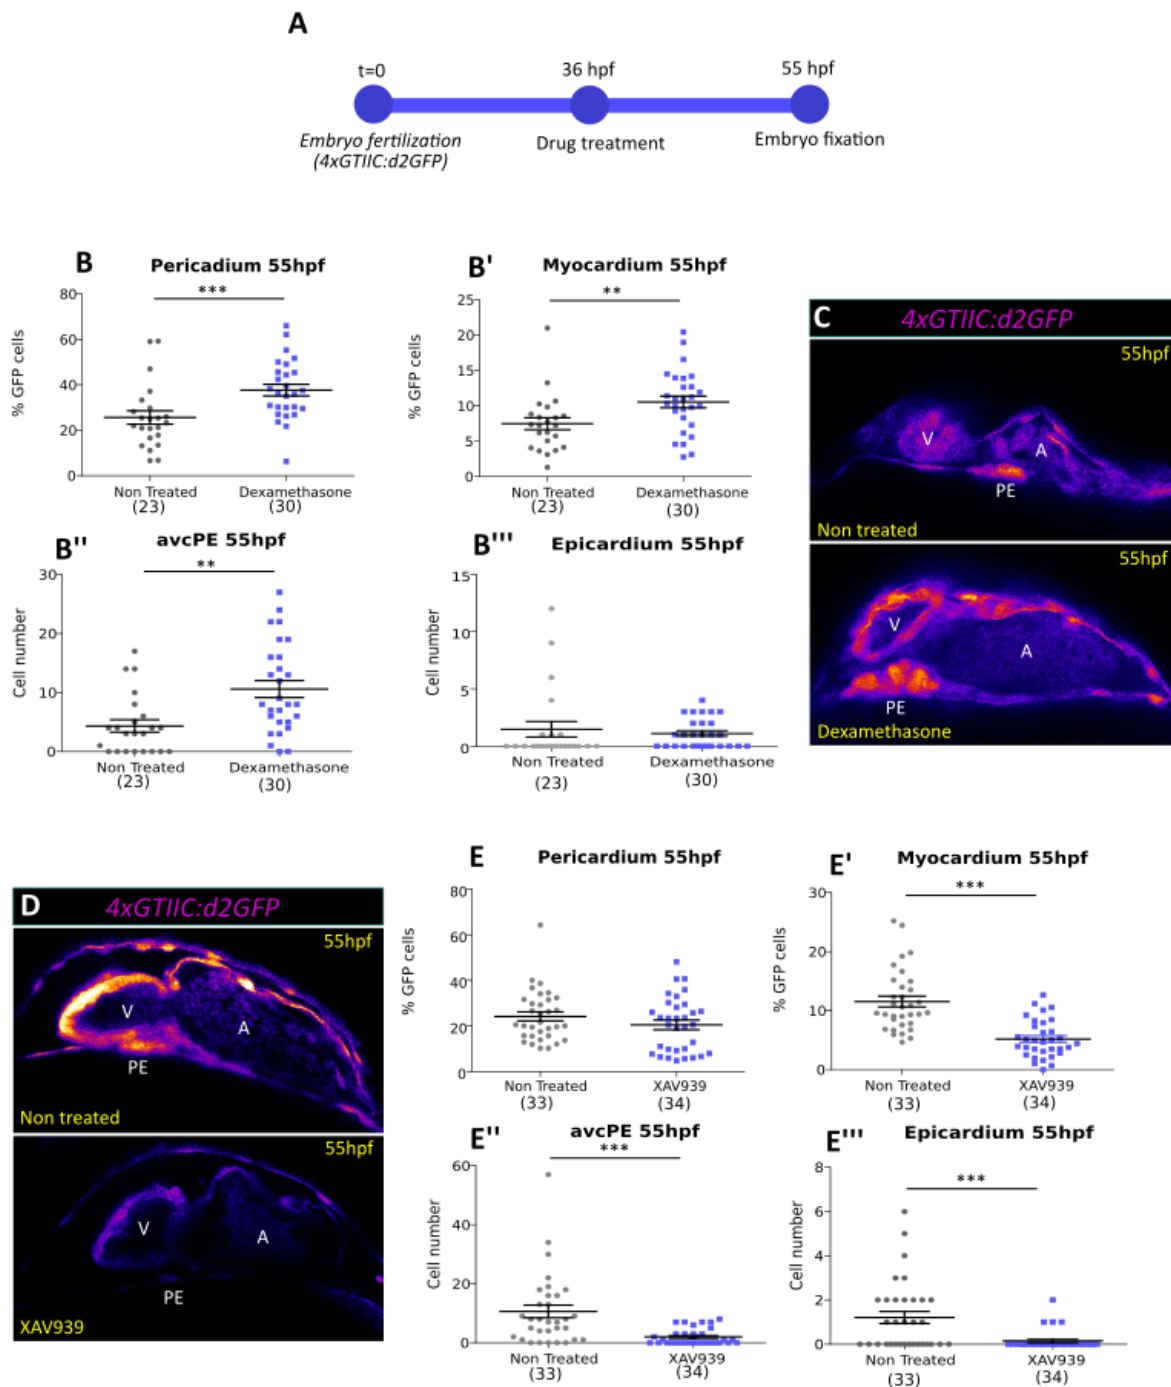 A
t=0
36 hpf
55 hpf
Embryo fertilization
(4xGTIIC:d2GFP)
Drug treatment
Embryo fixation
B
Pericadium 55hpf
***
% GFP cells
80
60
40
20
0
Non Treated
(23)
Dexamethasone
(30)
B'
Myocardium 55hpf
**
% GFP cells
25
20
15
10
5
0
Non Treated
(23)
Dexamethasone
(30)
C
4xGTIIC:d2GFP
55hpf
V
A
PE
Non treated
55hpf
V
A
PE
Dexamethasone
B''
avcPE 55hpf
**
Cell number
30
20
10
0
Non Treated
(23)
Dexamethasone
(30)
B'''
Epicardium 55hpf
Cell number
15
10
5
0
Non Treated
(23)
Dexamethasone
(30)
D
4xGTIIC:d2GFP
55hpf
V
A
PE
Non treated
55hpf
V
A
PE
XAV939
E
Pericardium 55hpf
% GFP cells
80
60
40
20
0
Non Treated
(33)
XAV939
(34)
E'
Myocardium 55hpf
***
% GFP cells
30
20
10
0
Non Treated
(33)
XAV939
(34)
E''
avcPE 55hpf
***
Cell number
60
40
20
0
Non Treated
(33)
XAV939
(34)
E'''
Epicardium 55hpf
***
Cell number
8
6
4
2
0
Non Treated
(33)
XAV939
(34)